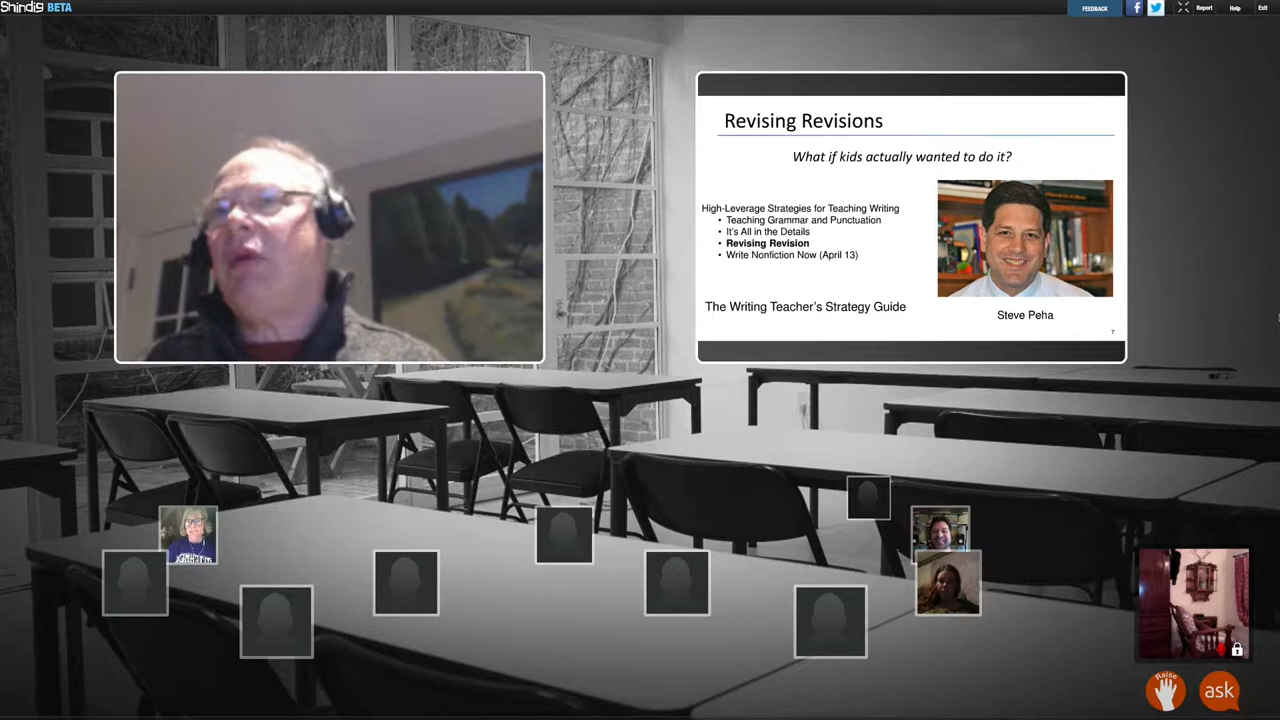 Shindig BETA
FEEDBACK
Report
Help
Exit
Revising Revisions
What if kids actually wanted to do it?
High-Leverage Strategies for Teaching Writing
• Teaching Grammar and Punctuation
• It's All in the Details
• Revising Revision
• Write Nonfiction Now (April 13)
The Writing Teacher's Strategy Guide
Steve Peha
7
Raise
ask